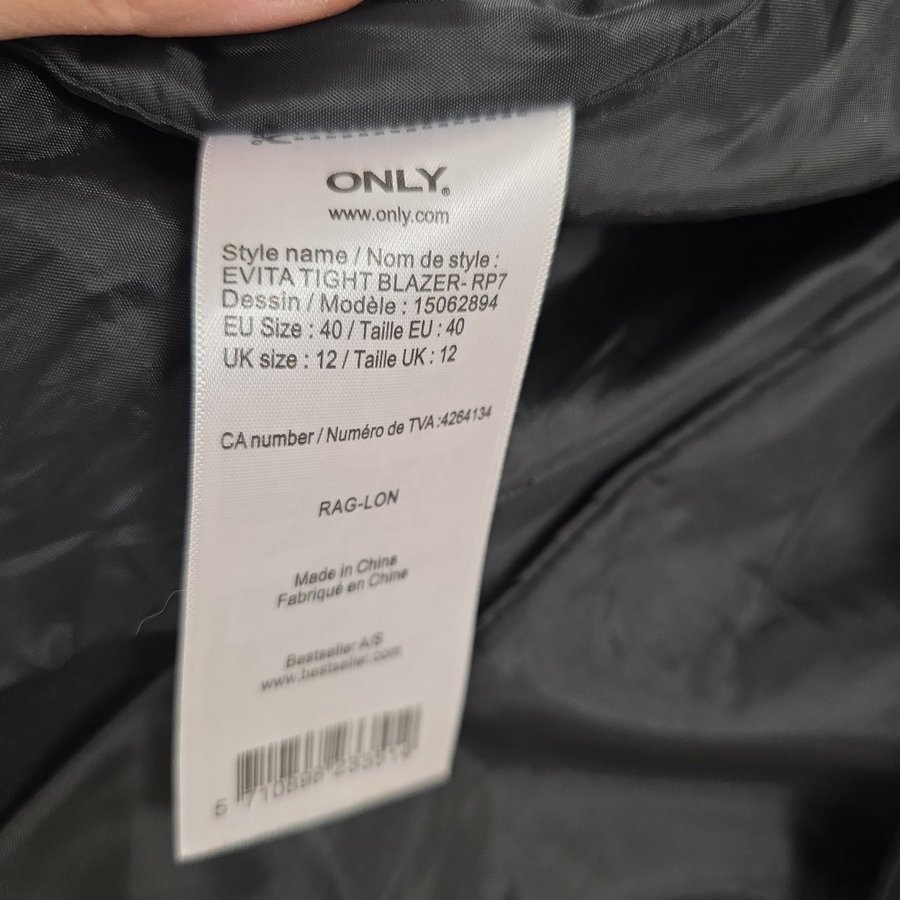 ONLY®
www.only.com
Style name / Nom de style :
EVITA TIGHT BLAZER- RP7
Dessin / Modèle : 15062894
EU Size : 40 / Taille EU : 40
UK size : 12 / Taille UK : 12
CA number / Numéro de TVA :4264134
RAG-LON
Made in China
Fabriqué en Chine
Bestseller A/S
www.bestseller.com